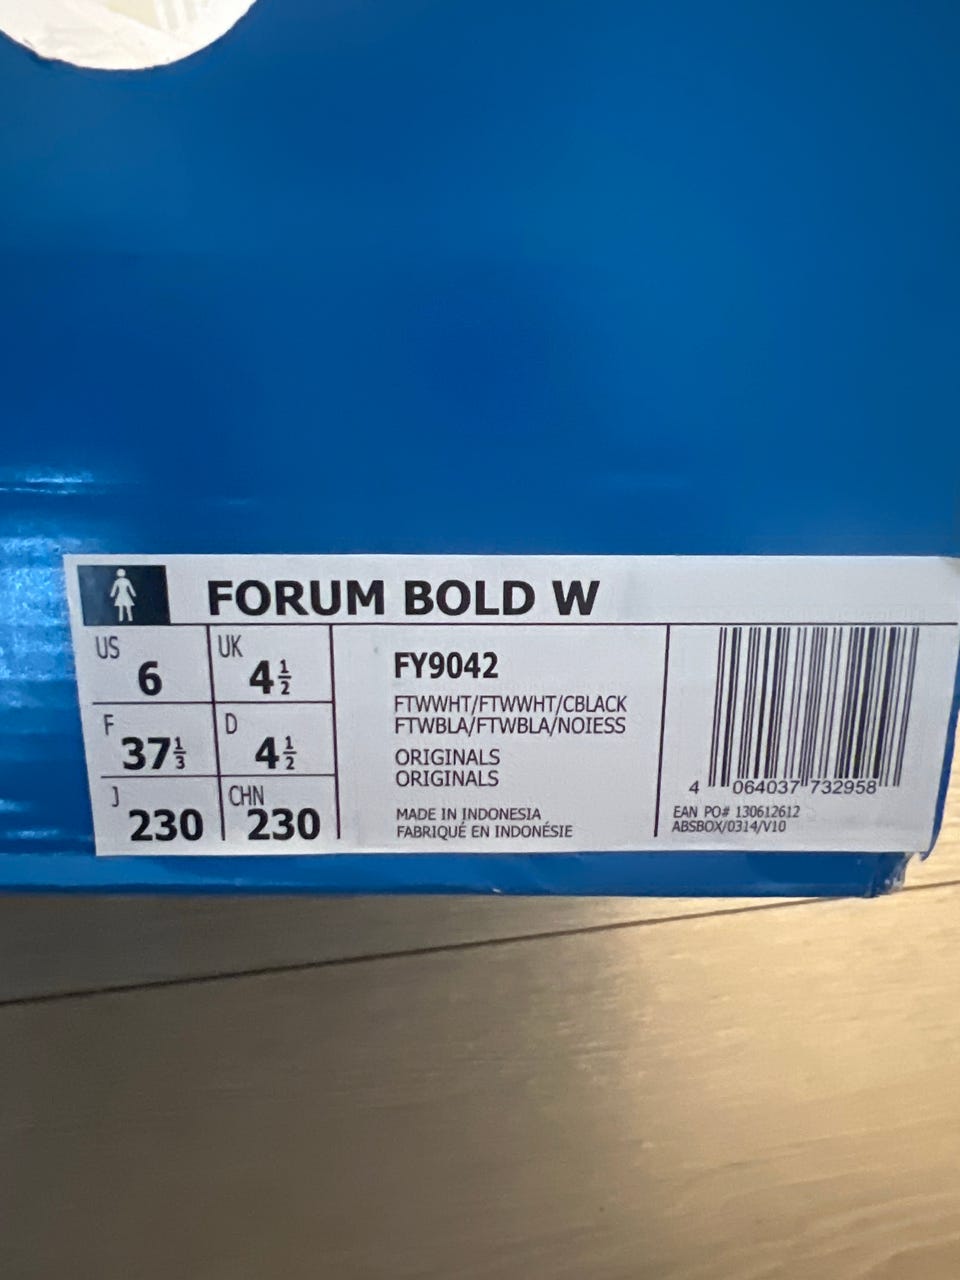 FORUM BOLD W
US 6 UK 4½
F 37⅓ D 4½
J 230 CHN 230
FY9042
FTWWHT/FTWWHT/CBLACK
FTWBLA/FTWBLA/NOIESS
ORIGINALS
ORIGINALS
MADE IN INDONESIA
FABRIQUÉ EN INDONÉSIE
4 064037 732958
EAN PO# 130612612
ABSBOX/0314/V10